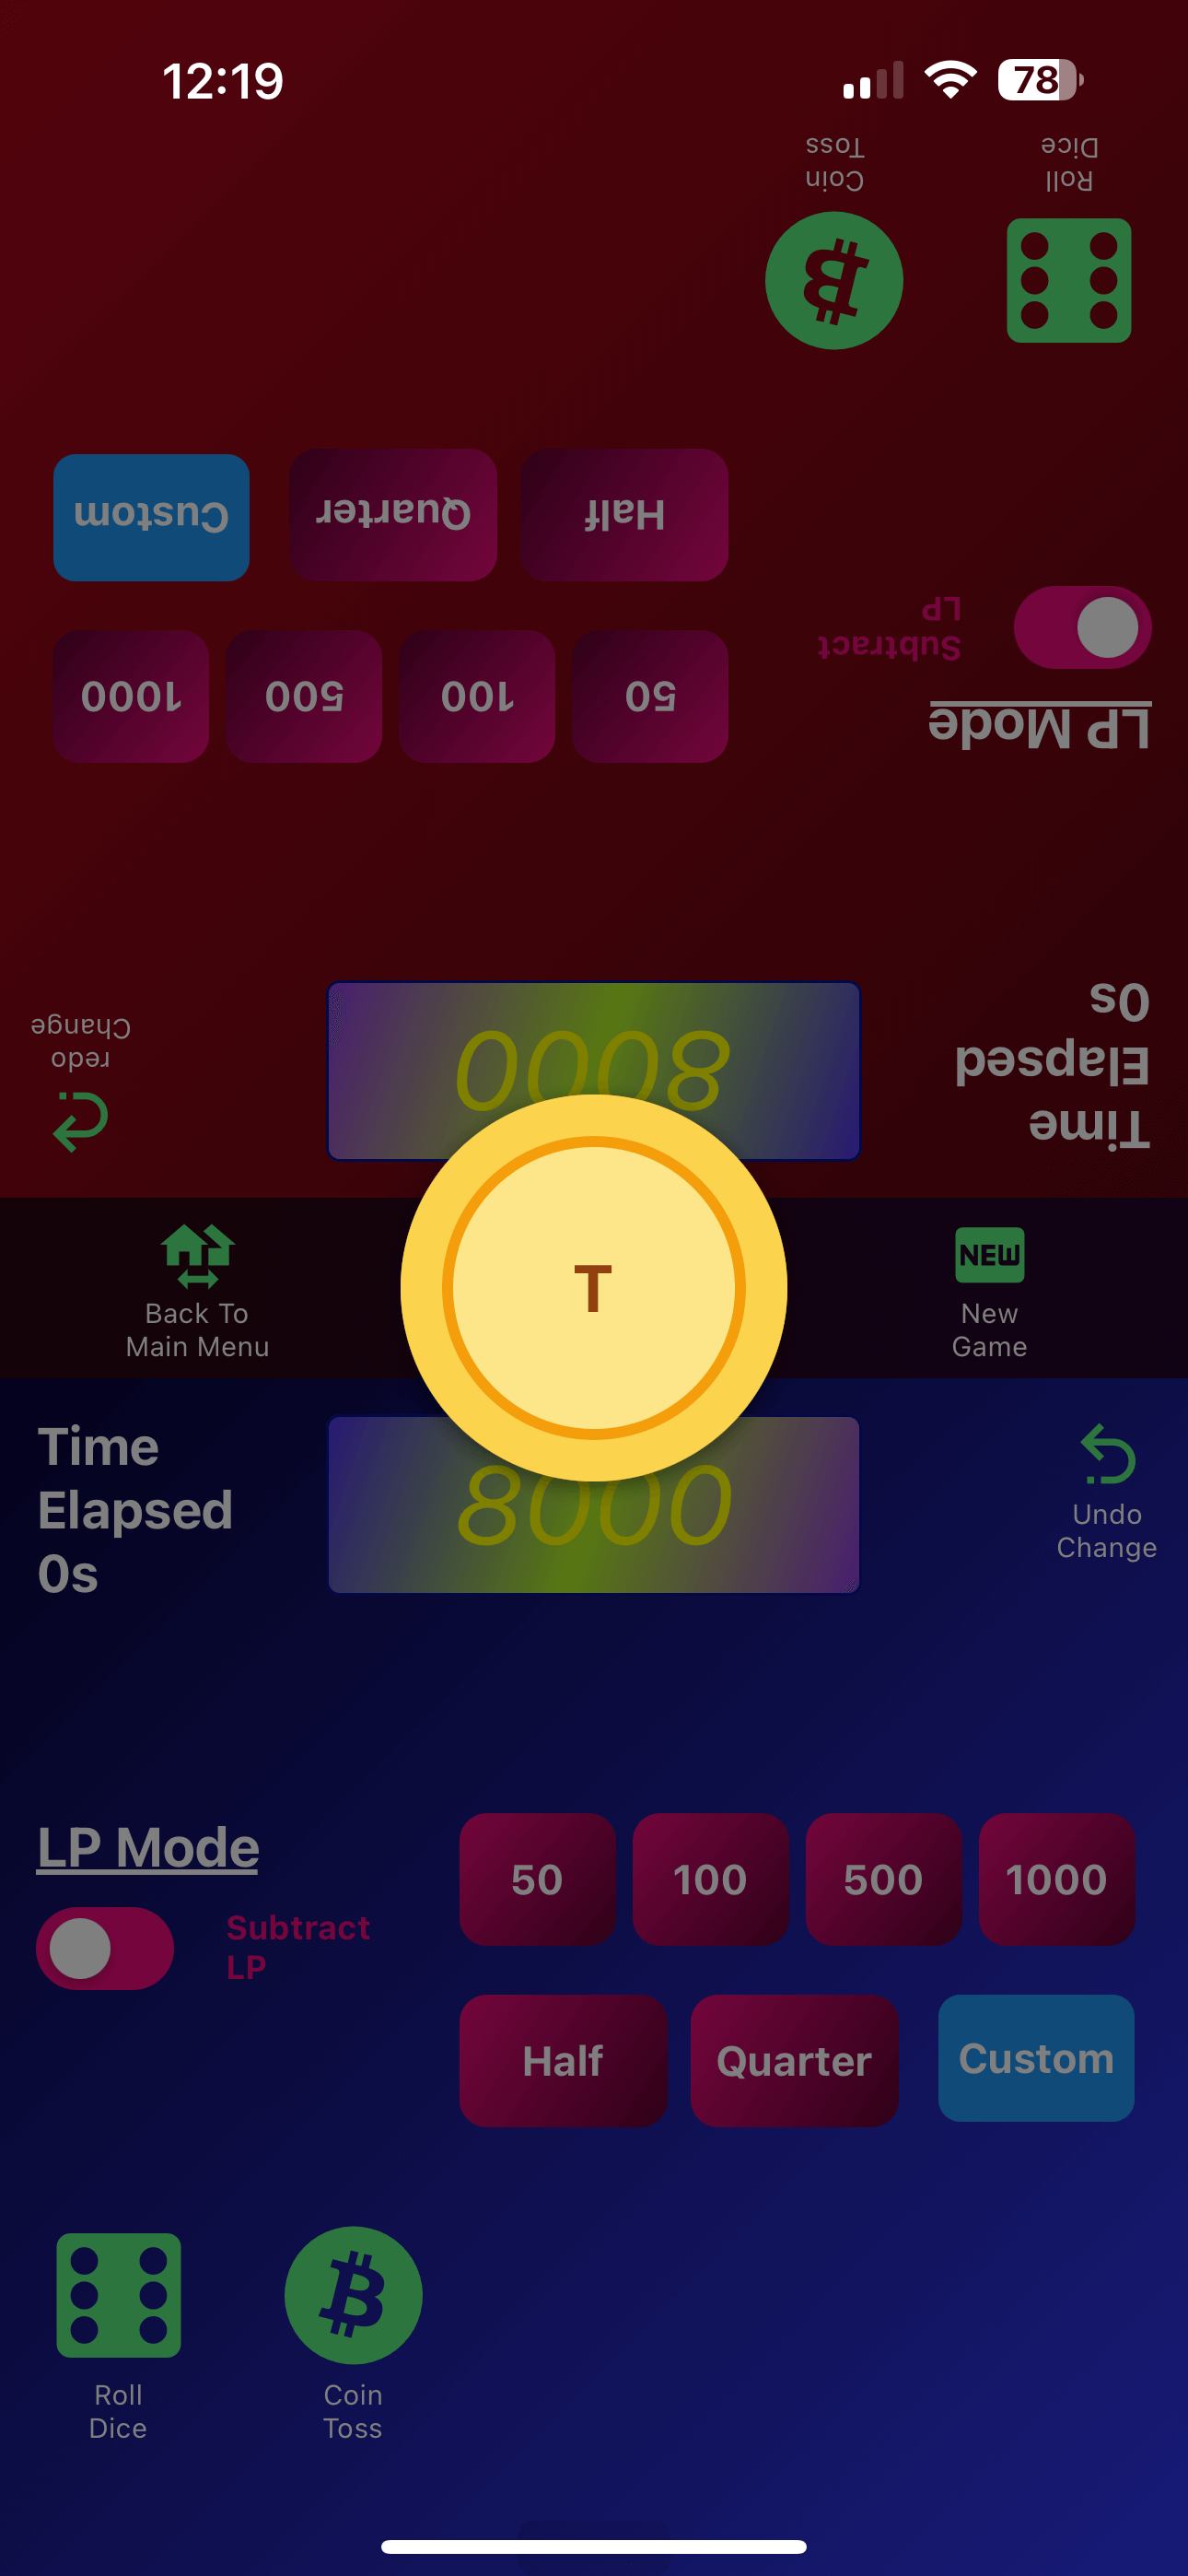 12:19
78
Roll
Dice
Coin
Toss
Half
Quarter
Custom
LP Mode
Subtract
LP
50
100
500
1000
Time
Elapsed
0s
8000
redo
Change
Back To
Main Menu
T
NEW
New
Game
Time
Elapsed
0s
8000
Undo
Change
LP Mode
Subtract
LP
50
100
500
1000
Half
Quarter
Custom
Roll
Dice
Coin
Toss